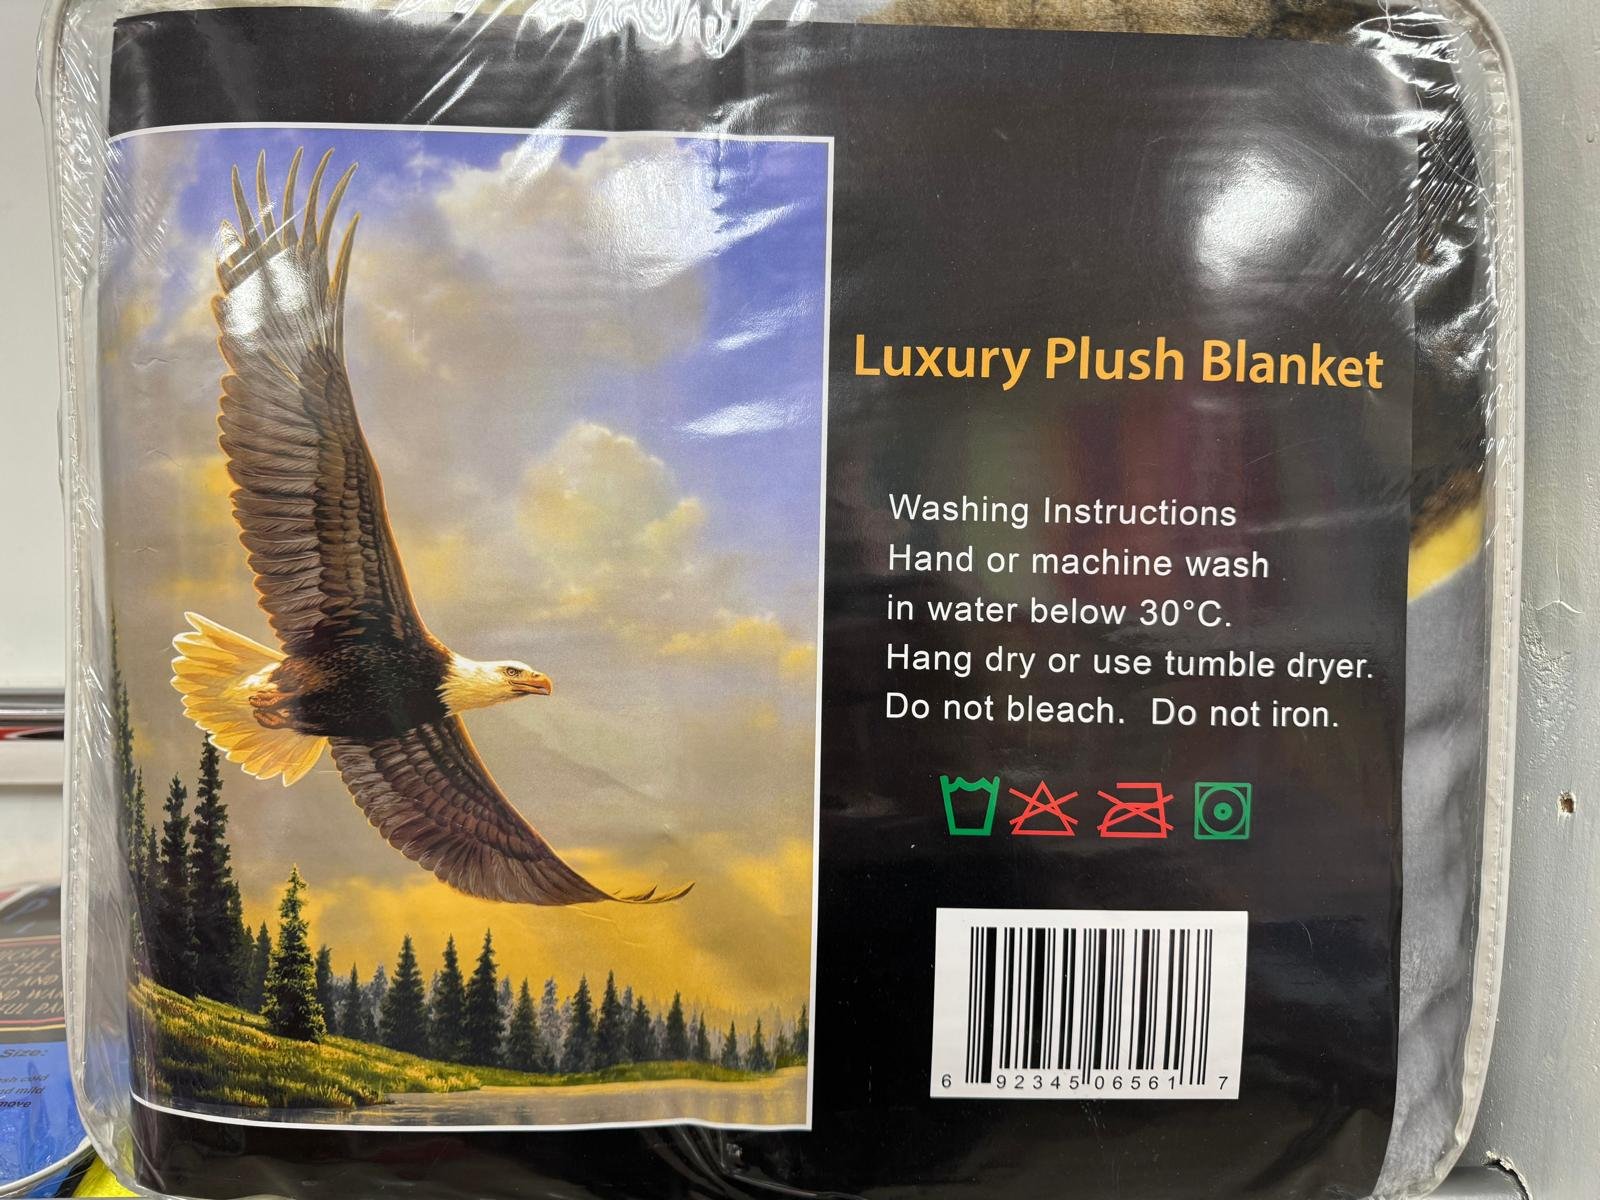 Luxury Plush Blanket
Washing Instructions
Hand or machine wash
in water below 30°C.
Hang dry or use tumble dryer.
Do not bleach. Do not iron.
6 92345 06561 7
Size: